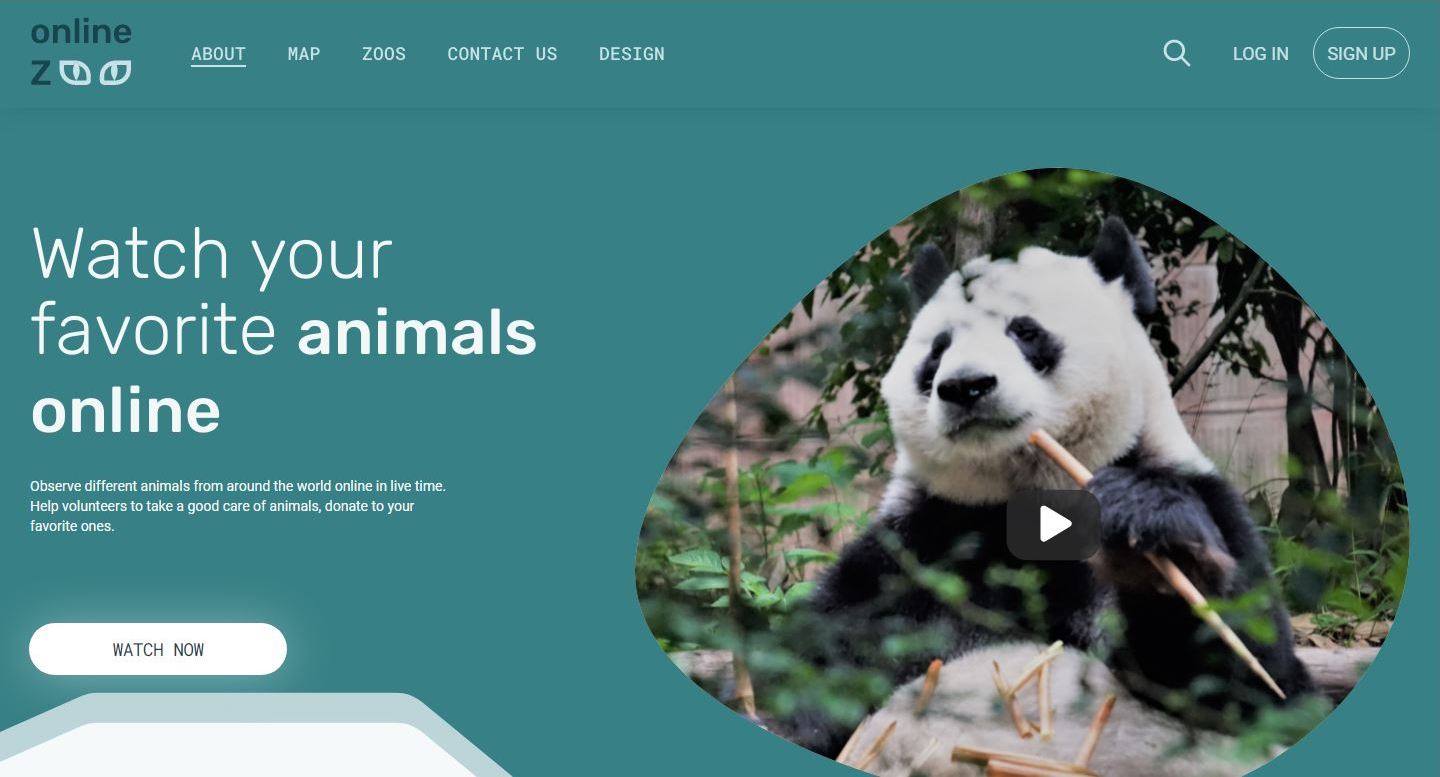 online
ZOO
ABOUT
MAP
ZOOS
CONTACT US
DESIGN
LOG IN
SIGN UP
Watch your
favorite animals
online
Observe different animals from around the world online in live time.
Help volunteers to take a good care of animals, donate to your
favorite ones.
WATCH NOW